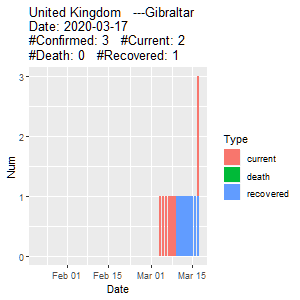 United Kingdom   ---Gibraltar
Date: 2020-03-17
#Confirmed: 3   #Current: 2
#Death: 0   #Recovered: 1
3
2
1
0
Num
Feb 01
Feb 15
Mar 01
Mar 15
Date
Type
current
death
recovered